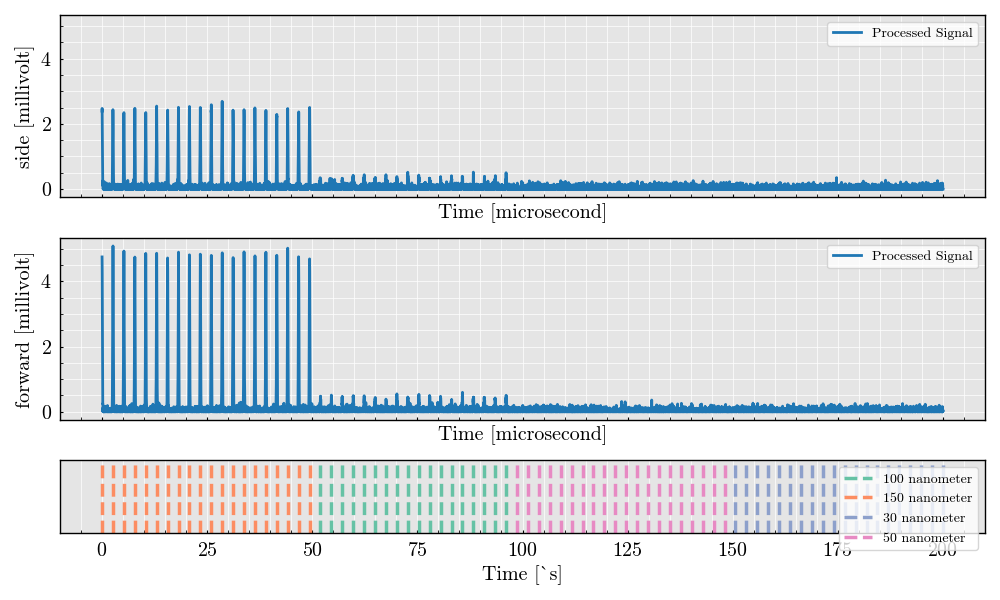 Processed Signal
side [millivolt]
4
2
0
Time [microsecond]
Processed Signal
forward [millivolt]
4
2
0
Time [microsecond]
100 nanometer
150 nanometer
30 nanometer
50 nanometer
0 25 50 75 100 125 150 175 200
Time [`s]